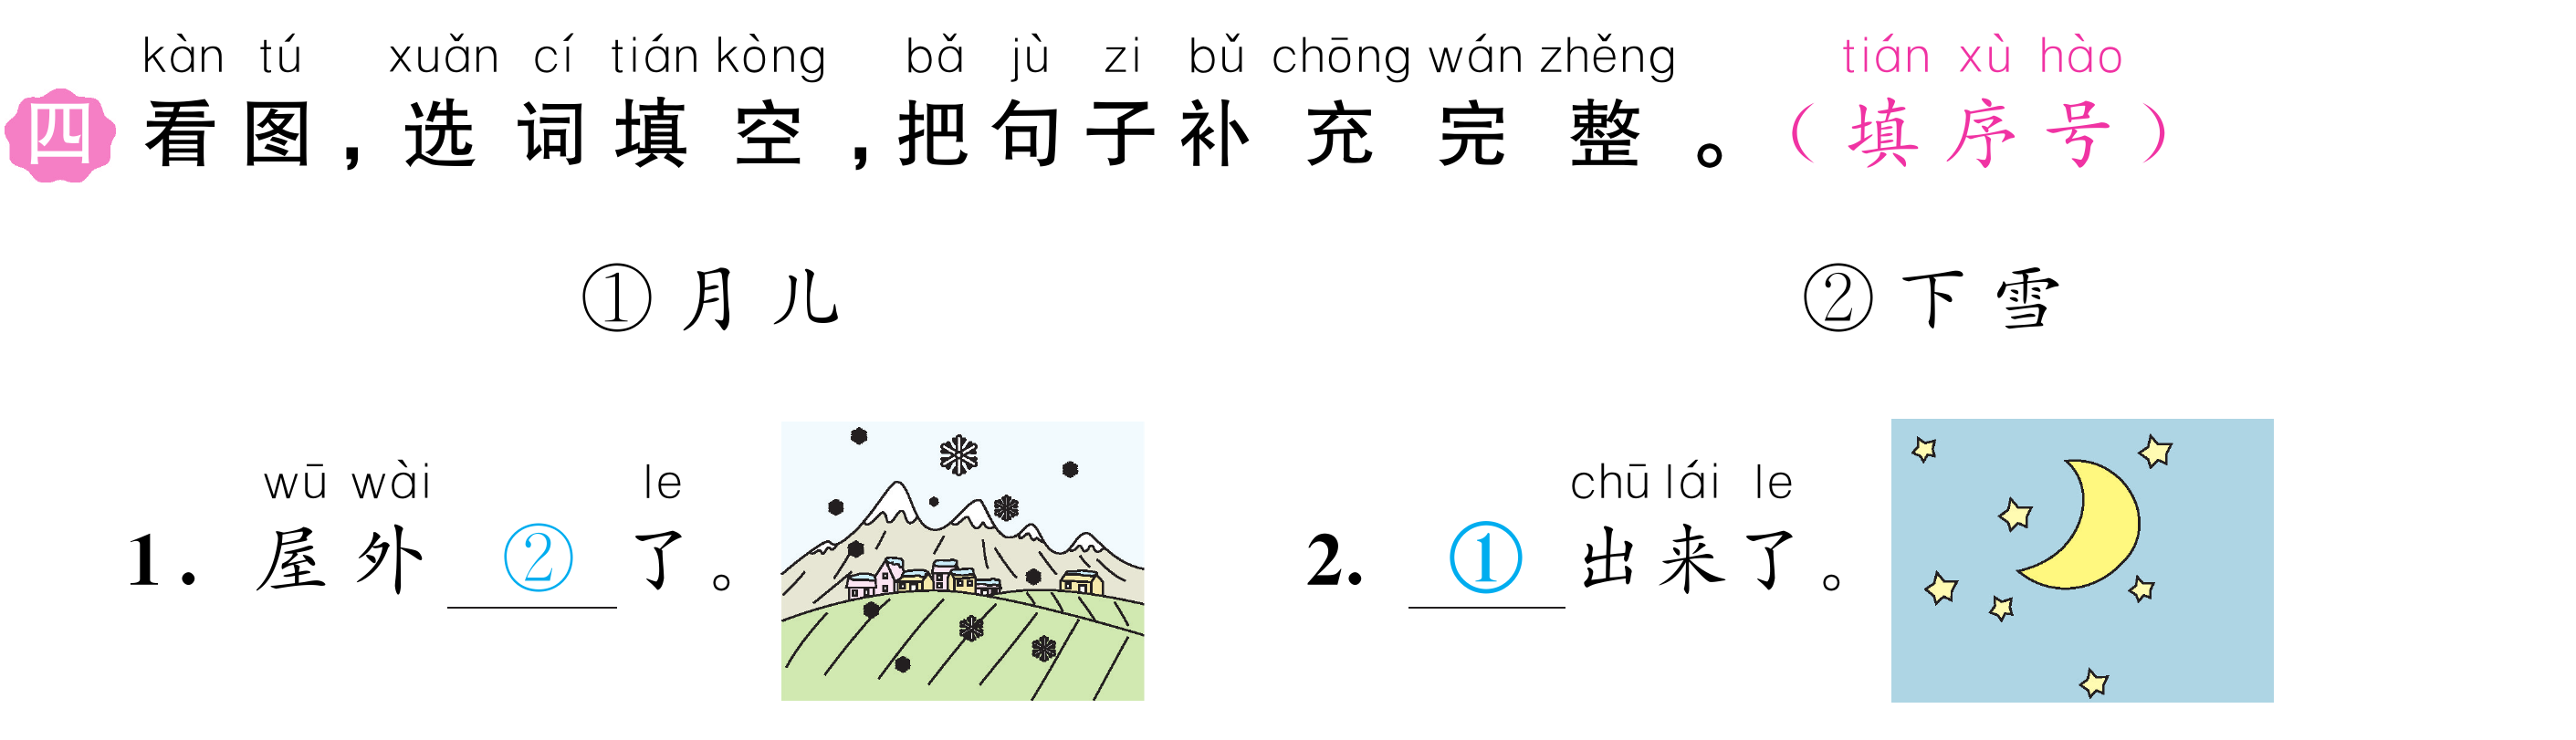 kàn tú xuǎn cí tián kòng bǎ jù zi bǔ chōng wán zhěng tián xù hào
四 看图，选词填空，把句子补充完整。（填序号）
①月儿 ②下雪
wū wài le chū lái le
1. 屋外②了。 2. ①出来了。